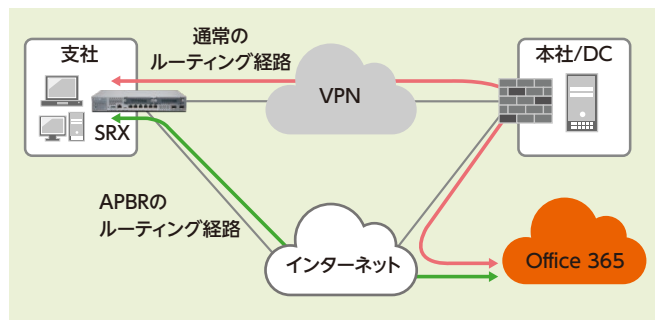 支社
通常の
ルーティング経路
本社/DC
VPN
SRX
APBRの
ルーティング経路
インターネット
Office 365